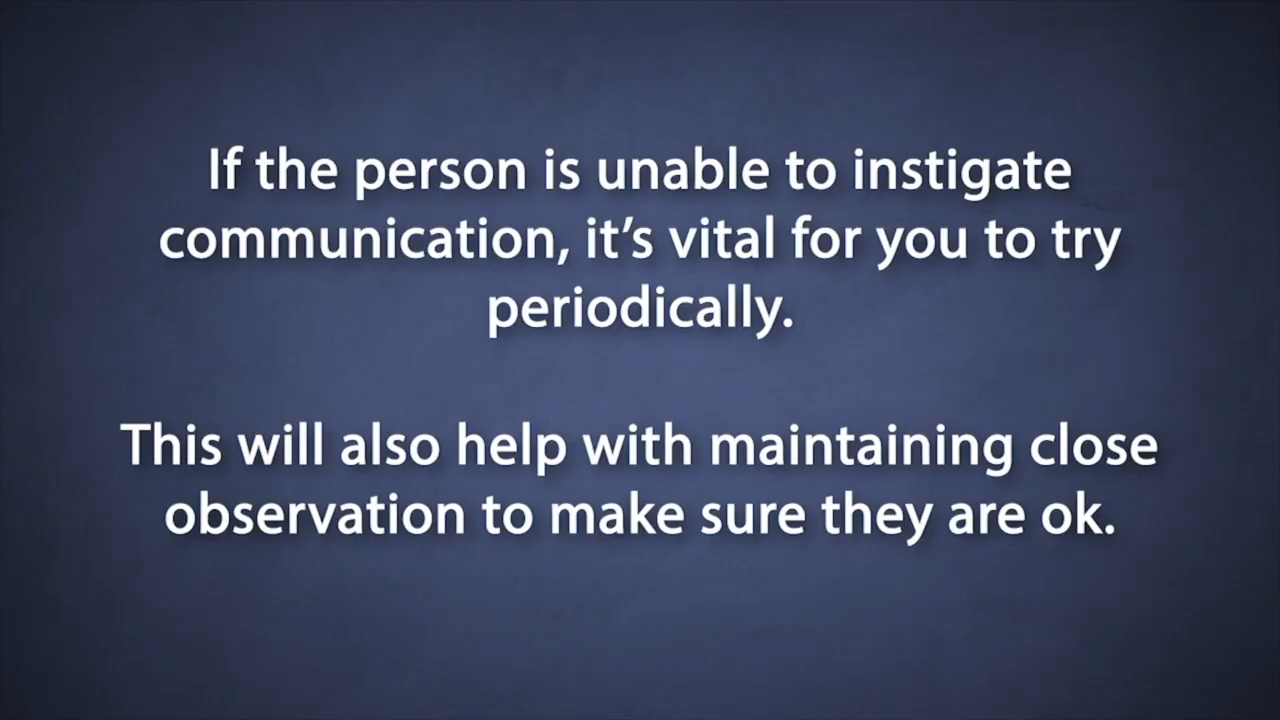 If the person is unable to instigate
communication, it’s vital for you to try
periodically.
This will also help with maintaining close
observation to make sure they are ok.